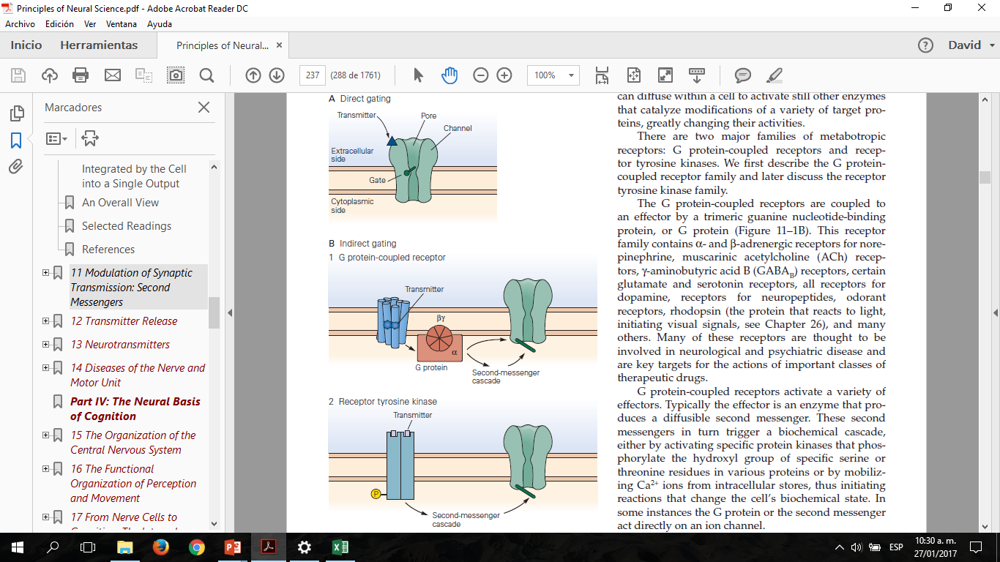 Principles of Neural Science.pdf - Adobe Acrobat Reader DC
Archivo Edición Ver Ventana Ayuda
Inicio Herramientas Principles of Neural... × David
237 (288 de 1761) 100%
Marcadores
Integrated by the Cell
into a Single Output
An Overall View
Selected Readings
References
11 Modulation of Synaptic
Transmission: Second
Messengers
12 Transmitter Release
13 Neurotransmitters
14 Diseases of the Nerve and
Motor Unit
Part IV: The Neural Basis
of Cognition
15 The Organization of the
Central Nervous System
16 The Functional
Organization of Perception
and Movement
17 From Nerve Cells to
A Direct gating
Transmitter
Pore
Channel
Extracellular
side
Gate
Cytoplasmic
side
B Indirect gating
1 G protein-coupled receptor
Transmitter
βγ
α
G protein
Second-messenger
cascade
2 Receptor tyrosine kinase
Transmitter
P
Second-messenger
cascade
can diffuse within a cell to activate still other enzymes
that catalyze modifications of a variety of target pro-
teins, greatly changing their activities.
There are two major families of metabotropic
receptors: G protein-coupled receptors and recep-
tor tyrosine kinases. We first describe the G protein-
coupled receptor family and later discuss the receptor
tyrosine kinase family.
The G protein-coupled receptors are coupled to
an effector by a trimeric guanine nucleotide-binding
protein, or G protein (Figure 11–1B). This receptor
family contains α- and β-adrenergic receptors for nore-
pinephrine, muscarinic acetylcholine (ACh) recep-
tors, γ-aminobutyric acid B (GABAB) receptors, certain
glutamate and serotonin receptors, all receptors for
dopamine, receptors for neuropeptides, odorant
receptors, rhodopsin (the protein that reacts to light,
initiating visual signals, see Chapter 26), and many
others. Many of these receptors are thought to be
involved in neurological and psychiatric disease and
are key targets for the actions of important classes of
therapeutic drugs.
G protein-coupled receptors activate a variety of
effectors. Typically the effector is an enzyme that pro-
duces a diffusible second messenger. These second
messengers in turn trigger a biochemical cascade,
either by activating specific protein kinases that phos-
phorylate the hydroxyl group of specific serine or
threonine residues in various proteins or by mobiliz-
ing Ca2+ ions from intracellular stores, thus initiating
reactions that change the cell's biochemical state. In
some instances the G protein or the second messenger
act directly on an ion channel.
ESP
10:30 a. m.
27/01/2017